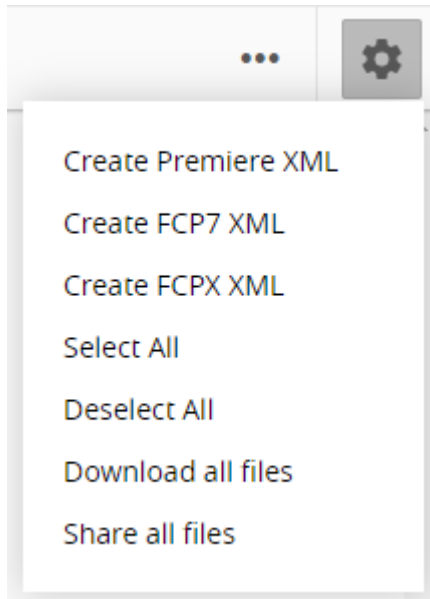 Create Premiere XML
Create FCP7 XML
Create FCPX XML
Select All
Deselect All
Download all files
Share all files